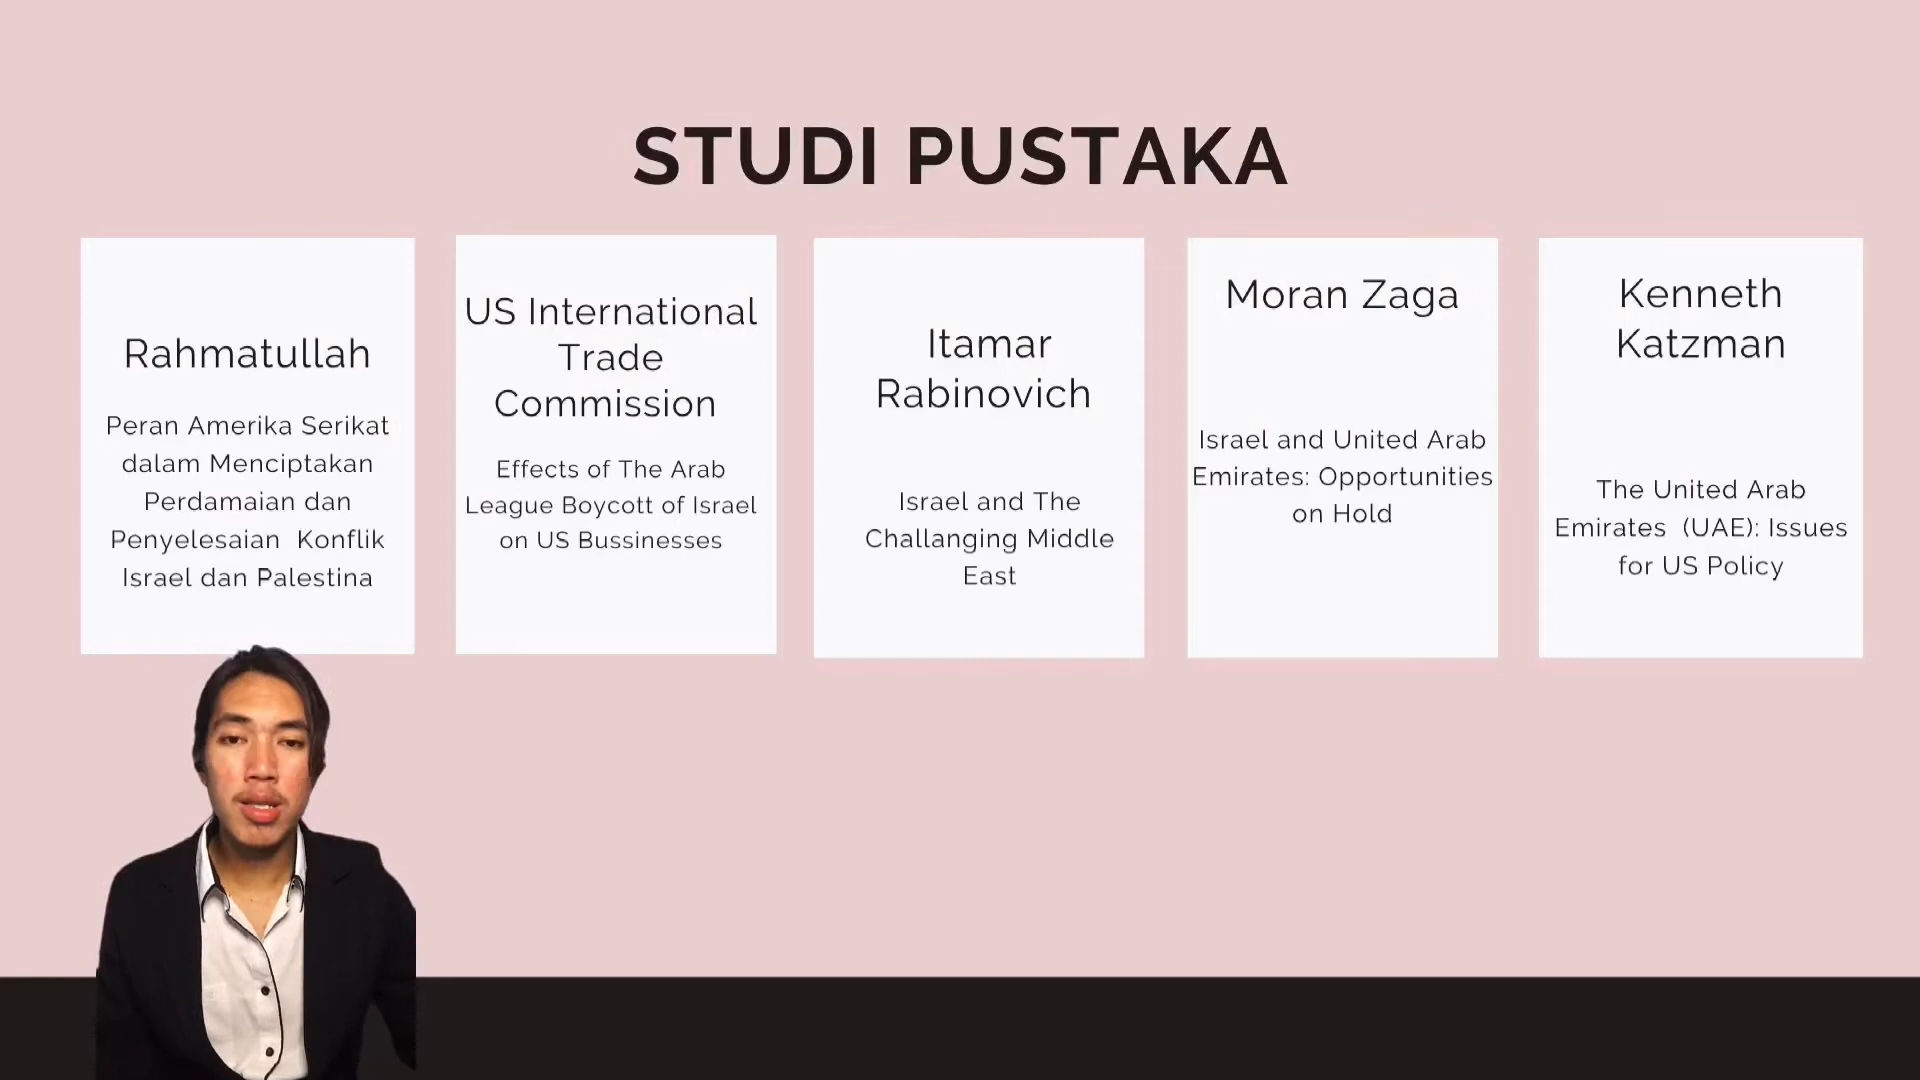 STUDI PUSTAKA
Rahmatullah
Peran Amerika Serikat
dalam Menciptakan
Perdamaian dan
Penyelesaian Konflik
Israel dan Palestina
US International
Trade
Commission
Effects of The Arab
League Boycott of Israel
on US Bussinesses
Itamar
Rabinovich
Israel and The
Challanging Middle
East
Moran Zaga
Israel and United Arab
Emirates: Opportunities
on Hold
Kenneth
Katzman
The United Arab
Emirates (UAE): Issues
for US Policy